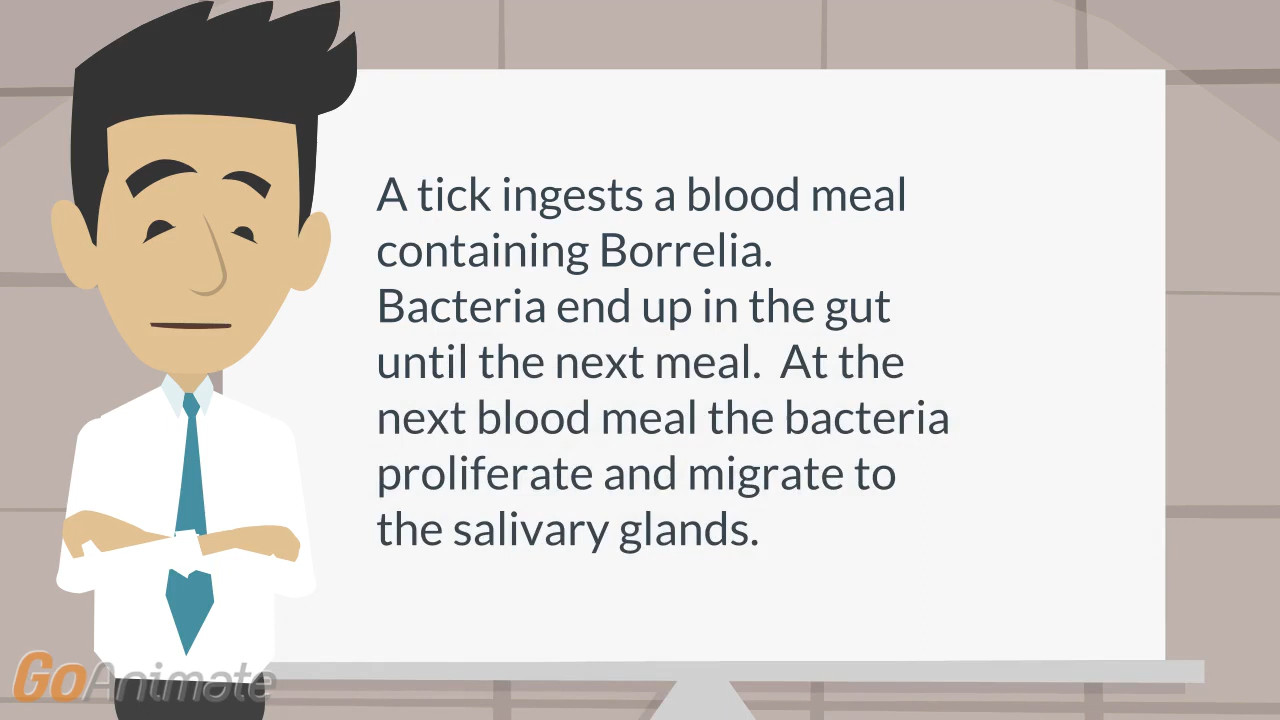 A tick ingests a blood meal
containing Borrelia.
Bacteria end up in the gut
until the next meal.  At the
next blood meal the bacteria
proliferate and migrate to
the salivary glands.
GoAnimate